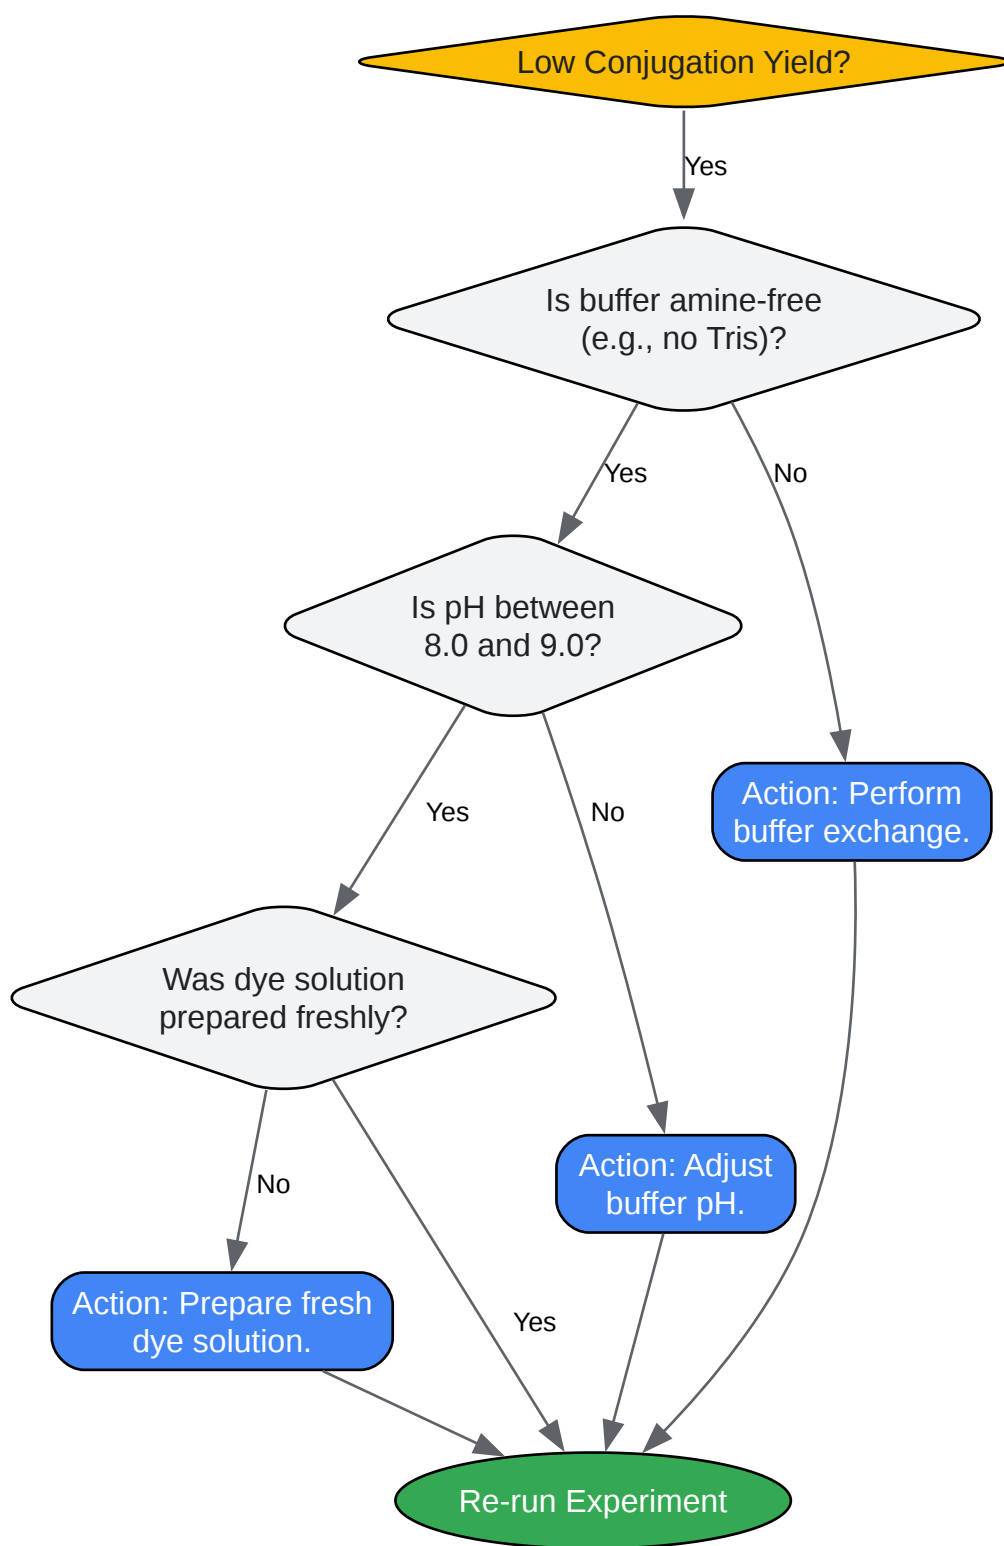 Low Conjugation Yield?
Yes
Is buffer amine-free
(e.g., no Tris)?
Yes
No
Is pH between
8.0 and 9.0?
Action: Perform
buffer exchange.
Yes
No
Was dye solution
prepared freshly?
Action: Adjust
buffer pH.
No
Action: Prepare fresh
dye solution.
Yes
Re-run Experiment